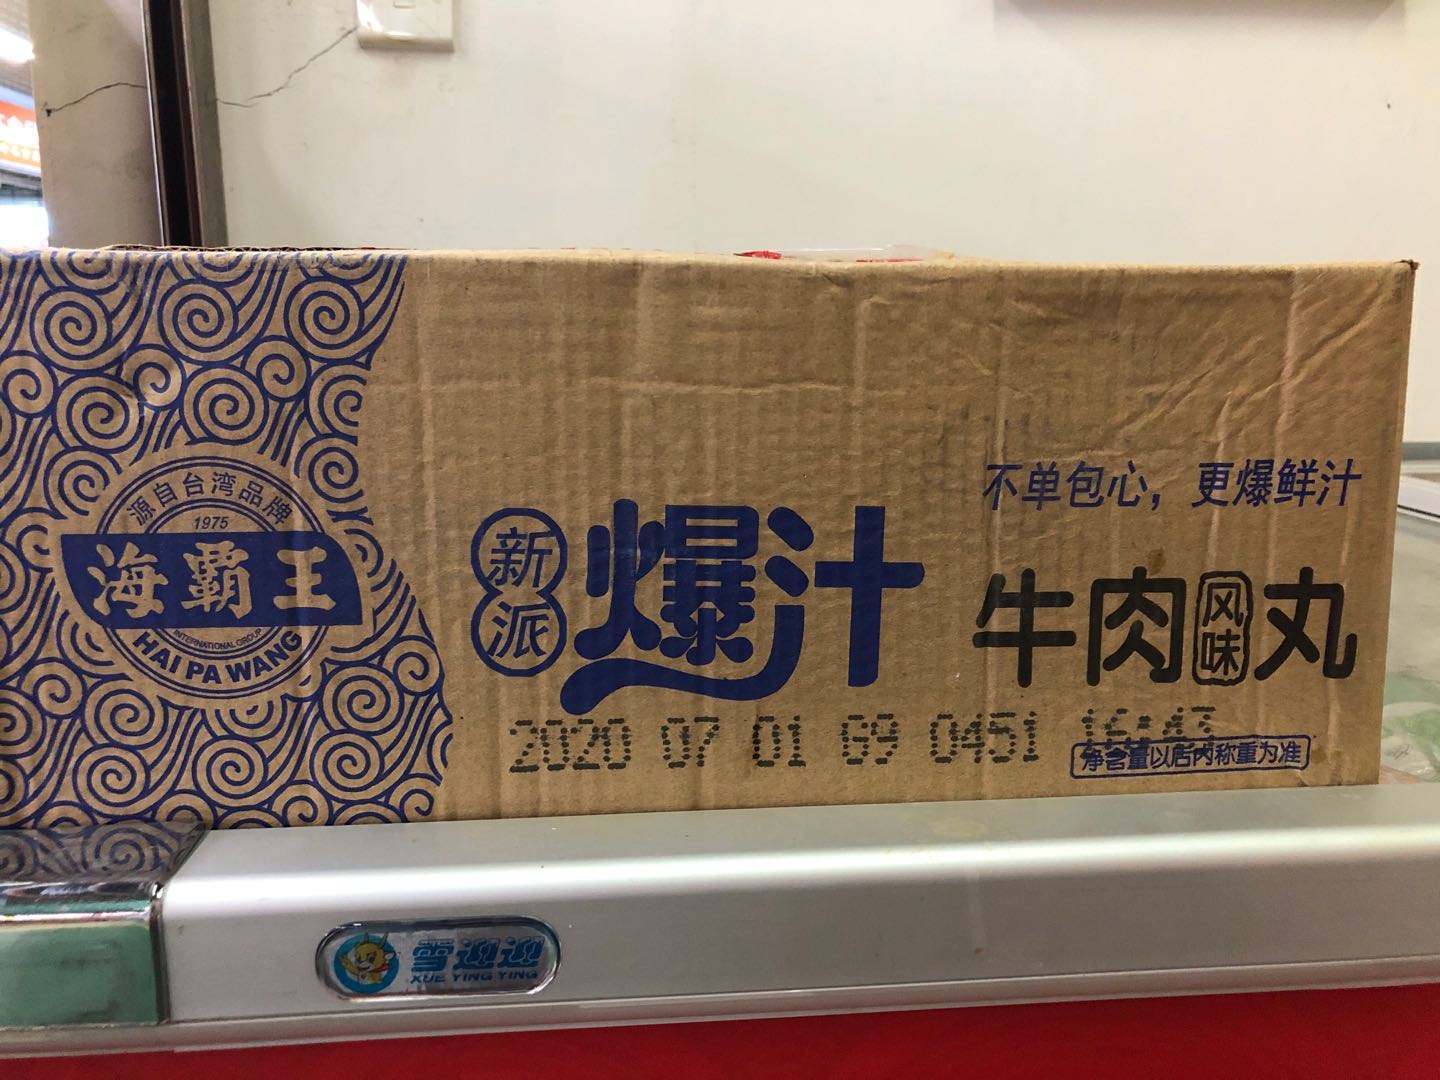 源自台湾品牌
1975
海霸王
INTERNATIONAL GROUP
HAI PA WANG
新派
爆汁
不单包心，更爆鲜汁
牛肉风味丸
2020 07 01 69 0451 16:43
净含量以店内称重为准
雪迎迎
XUE YING YING